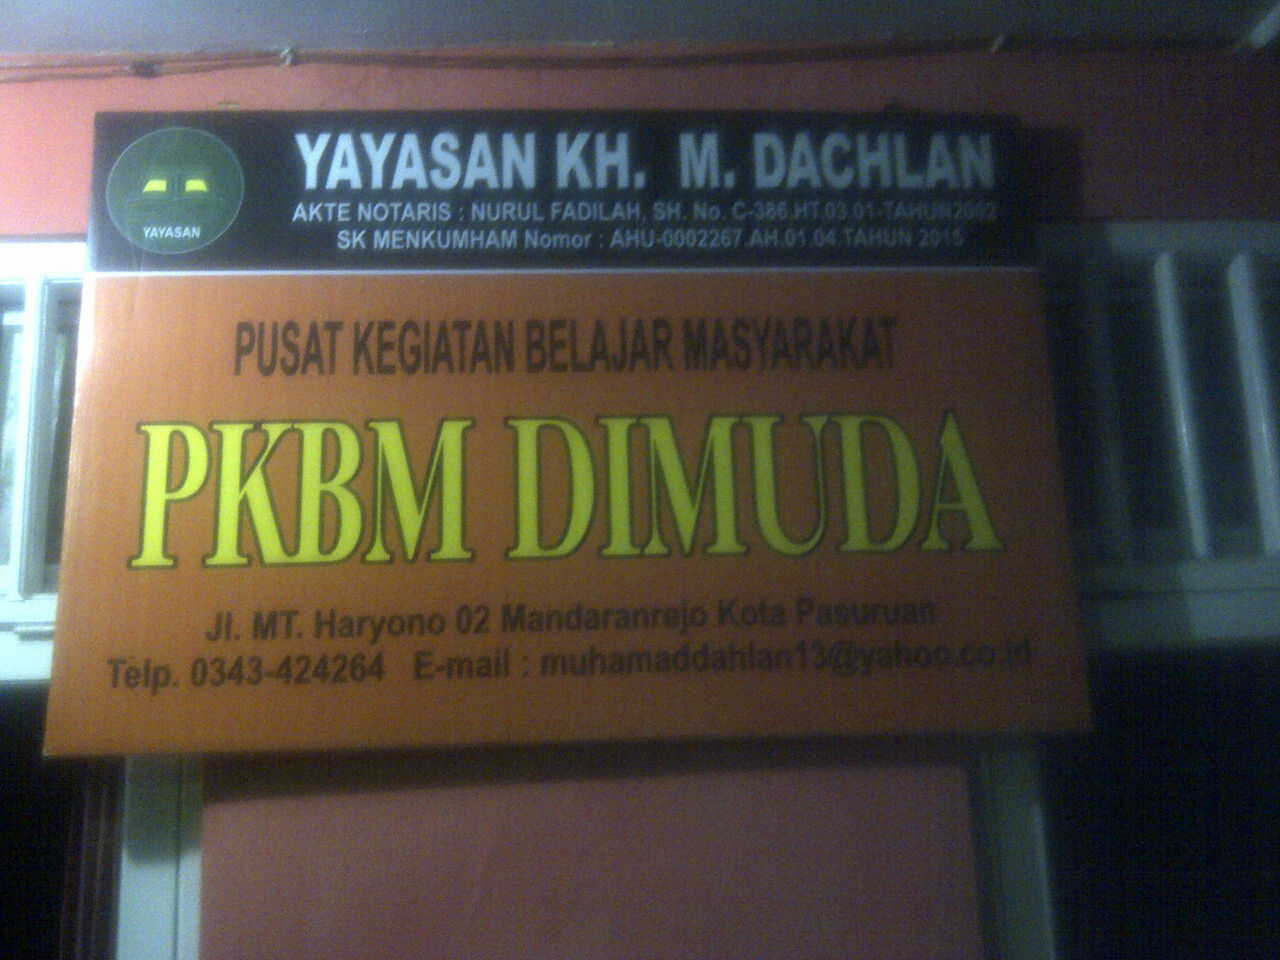 YAYASAN KH. M. DACHLAN
AKTE NOTARIS : NURUL FADILAH, SH. No. C-386.HT.03.01-TAHUN2002
SK MENKUMHAM Nomor : AHU-0002267.AH.01.04.TAHUN 2015
YAYASAN
PUSAT KEGIATAN BELAJAR MASYARAKAT
PKBM DIMUDA
Jl. MT. Haryono 02 Mandaranrejo Kota Pasuruan
Telp. 0343-424264 E-mail : muhamaddahlan13@yahoo.co.id